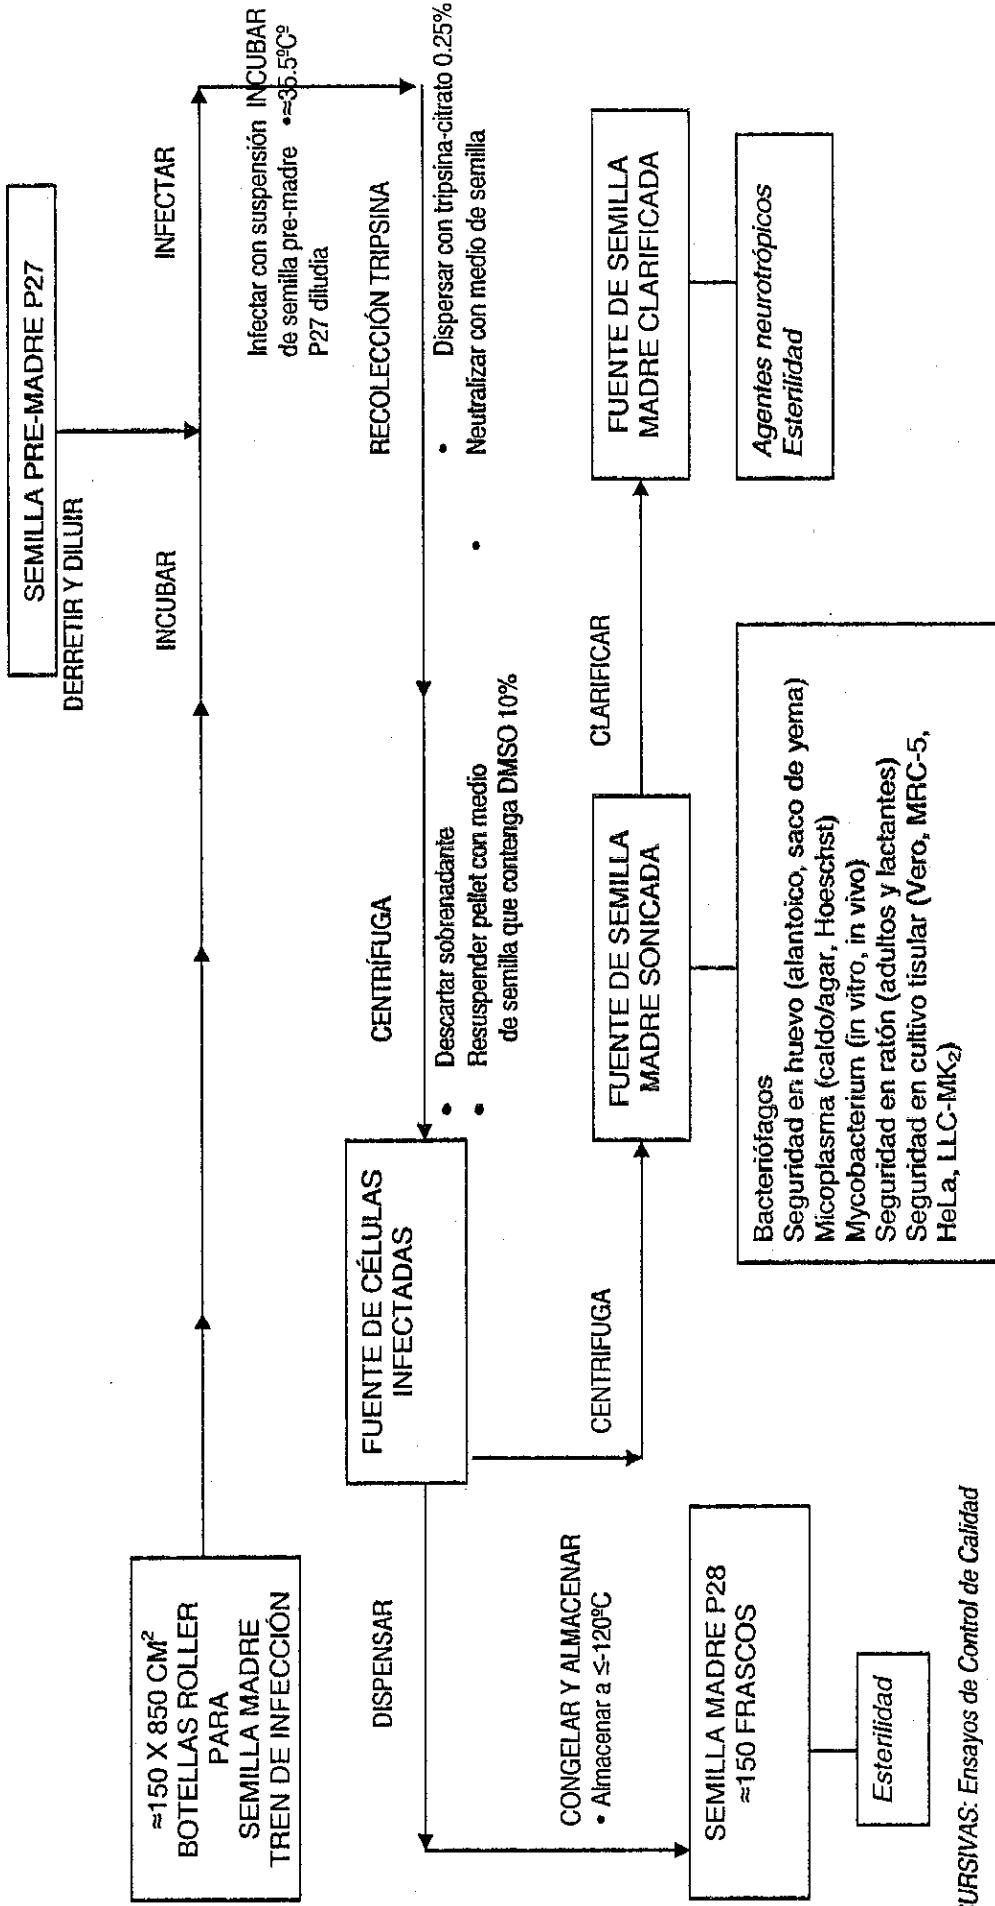 SEMILLA PRE-MADRE P27
DERRETIR Y DILUIR
≈150 X 850 CM²
BOTELLAS ROLLER
PARA
SEMILLA MADRE
TREN DE INFECCIÓN
INCUBAR
INFECTAR
Infectar con suspensión
de semilla pre-madre
P27 diludia
INCUBAR
•≈35.5ºCº
RECOLECCIÓN TRIPSINA
• Dispersar con tripsina-citrato 0.25%
• Neutralizar con medio de semilla
CENTRÍFUGA
• Descartar sobrenadante
• Resuspender pellet con medio
de semille que contenga DMSO 10%
FUENTE DE CÉLULAS
INFECTADAS
DISPENSAR
CENTRIFUGA
CONGELAR Y ALMACENAR
• Almacenar a ≤-120ºC
SEMILLA MADRE P28
≈150 FRASCOS
Esterilidad
FUENTE DE SEMILLA
MADRE SONICADA
Bacteriófagos
Seguridad en huevo (alantoico, saco de yema)
Micoplasma (caldo/agar, Hoeschst)
Mycobacterium (in vitro, in vivo)
Seguridad en ratón (adultos y lactantes)
Seguridad en cultivo tisular (Vero, MRC-5,
HeLa, LLC-MK₂)
CLARIFICAR
FUENTE DE SEMILLA
MADRE CLARIFICADA
Agentes neurotrópicos
Esterilidad
CURSIVAS: Ensayos de Control de Calidad